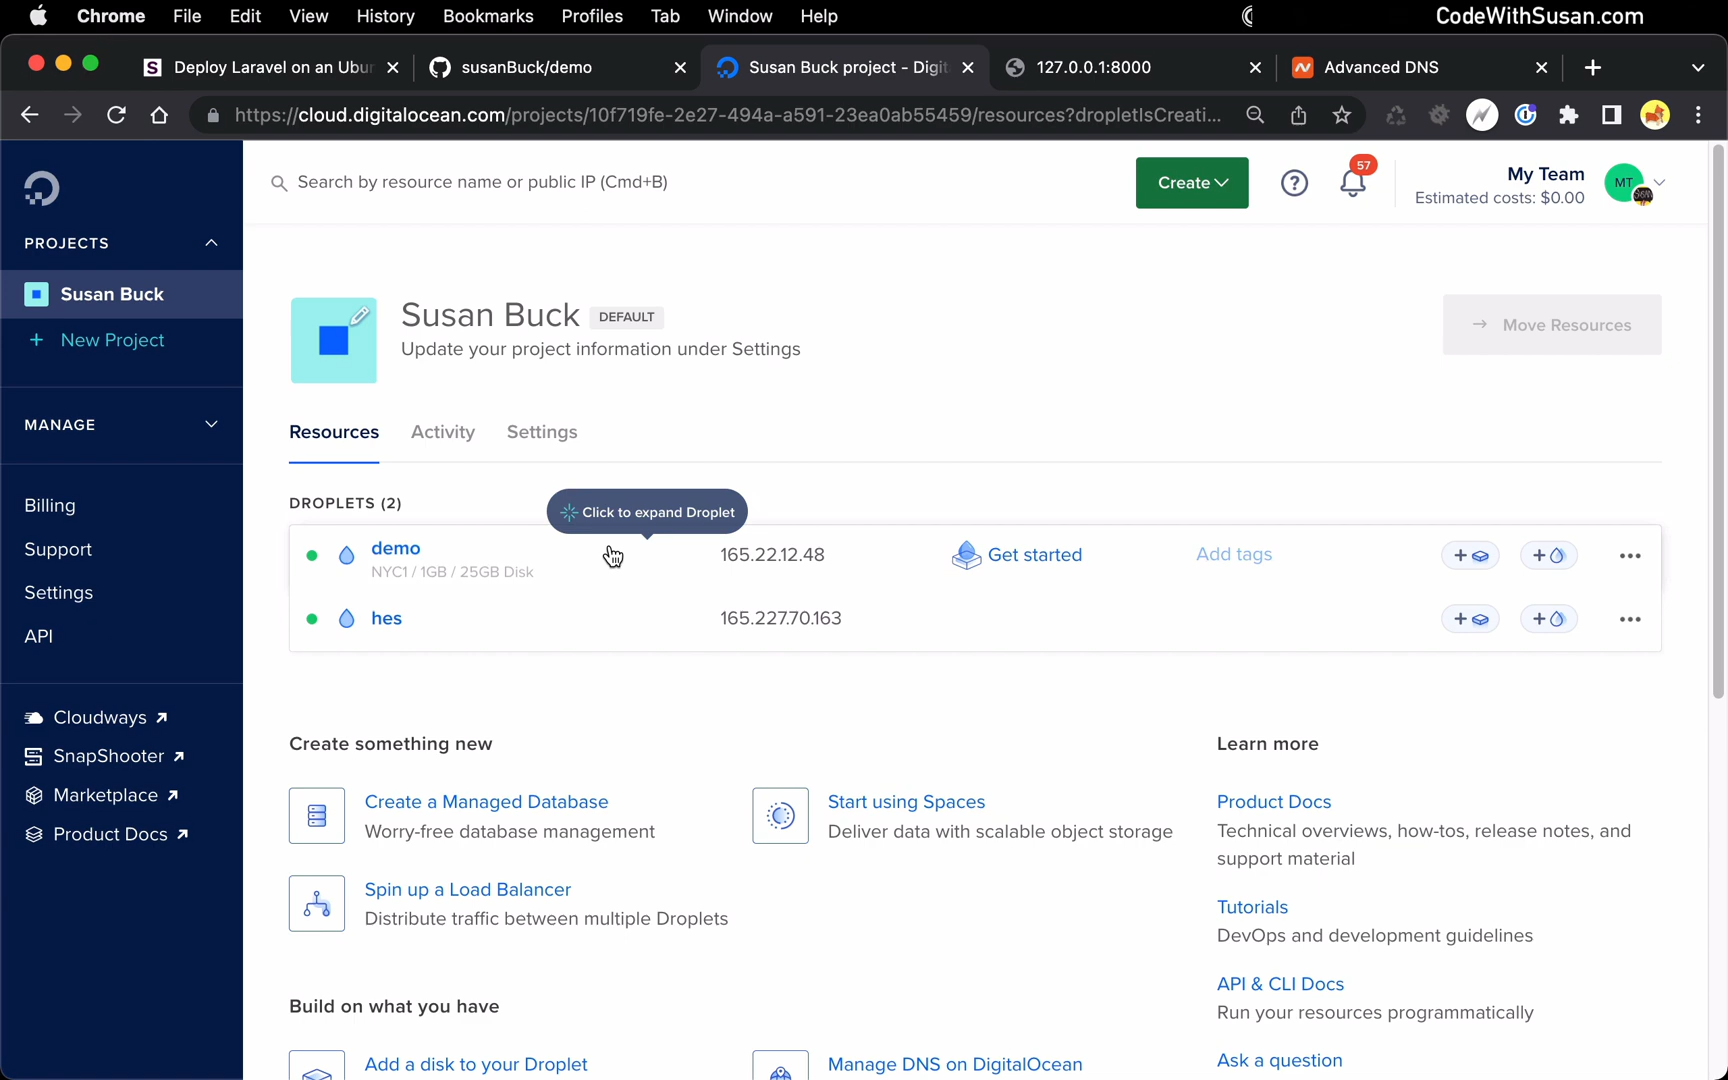 Chrome File Edit View History Bookmarks Profiles Tab Window Help CodeWithSusan.com
S Deploy Laravel on an Ubun susanBuck/demo Susan Buck project - Digit 127.0.0.1:8000 Advanced DNS
https://cloud.digitalocean.com/projects/10f719fe-2e27-494a-a591-23ea0ab55459/resources?dropletIsCreati...
Search by resource name or public IP (Cmd+B)
Create
57
My Team
Estimated costs: $0.00
MT
PROJECTS
Susan Buck
+ New Project
MANAGE
Billing
Support
Settings
API
Cloudways
SnapShooter
Marketplace
Product Docs
Susan Buck DEFAULT
Update your project information under Settings
Move Resources
Resources Activity Settings
DROPLETS (2)
Click to expand Droplet
demo 165.22.12.48 Get started Add tags
NYC1 / 1GB / 25GB Disk
hes 165.227.70.163
Create something new
Create a Managed Database
Worry-free database management
Start using Spaces
Deliver data with scalable object storage
Spin up a Load Balancer
Distribute traffic between multiple Droplets
Build on what you have
Add a disk to your Droplet
Manage DNS on DigitalOcean
Learn more
Product Docs
Technical overviews, how-tos, release notes, and
support material
Tutorials
DevOps and development guidelines
API & CLI Docs
Run your resources programmatically
Ask a question